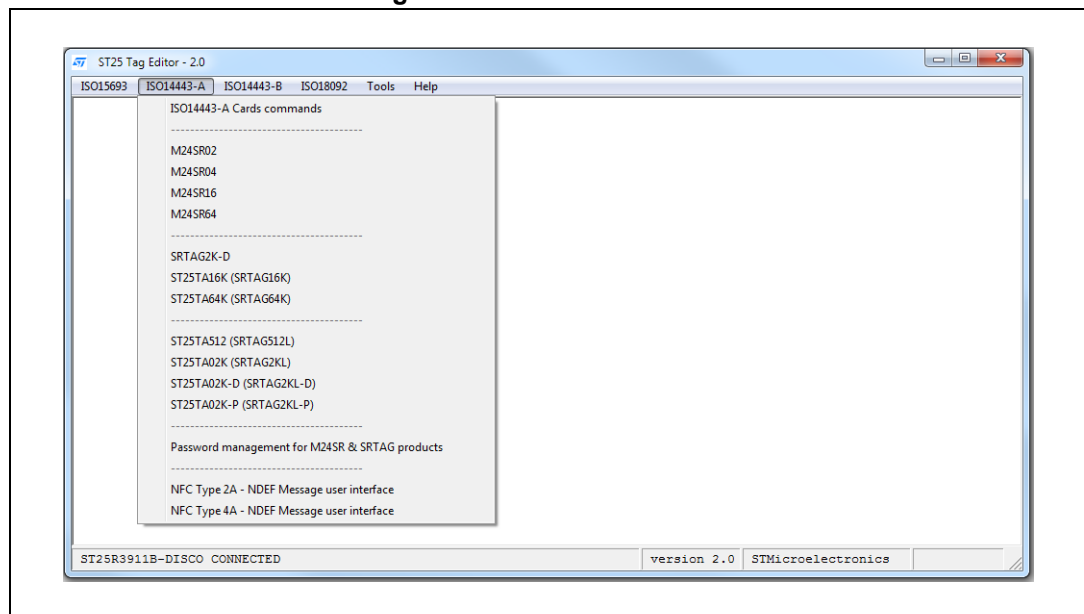 ST25 Tag Editor - 2.0
ISO15693 ISO14443-A ISO14443-B ISO18092 Tools Help
ISO14443-A Cards commands
----------------------------------------
M24SR02
M24SR04
M24SR16
M24SR64
----------------------------------------
SRTAG2K-D
ST25TA16K (SRTAG16K)
ST25TA64K (SRTAG64K)
----------------------------------------
ST25TA512 (SRTAG512L)
ST25TA02K (SRTAG2KL)
ST25TA02K-D (SRTAG2KL-D)
ST25TA02K-P (SRTAG2KL-P)
----------------------------------------
Password management for M24SR & SRTAG products
----------------------------------------
NFC Type 2A - NDEF Message user interface
NFC Type 4A - NDEF Message user interface
ST25R3911B-DISCO CONNECTED version 2.0 STMicroelectronics